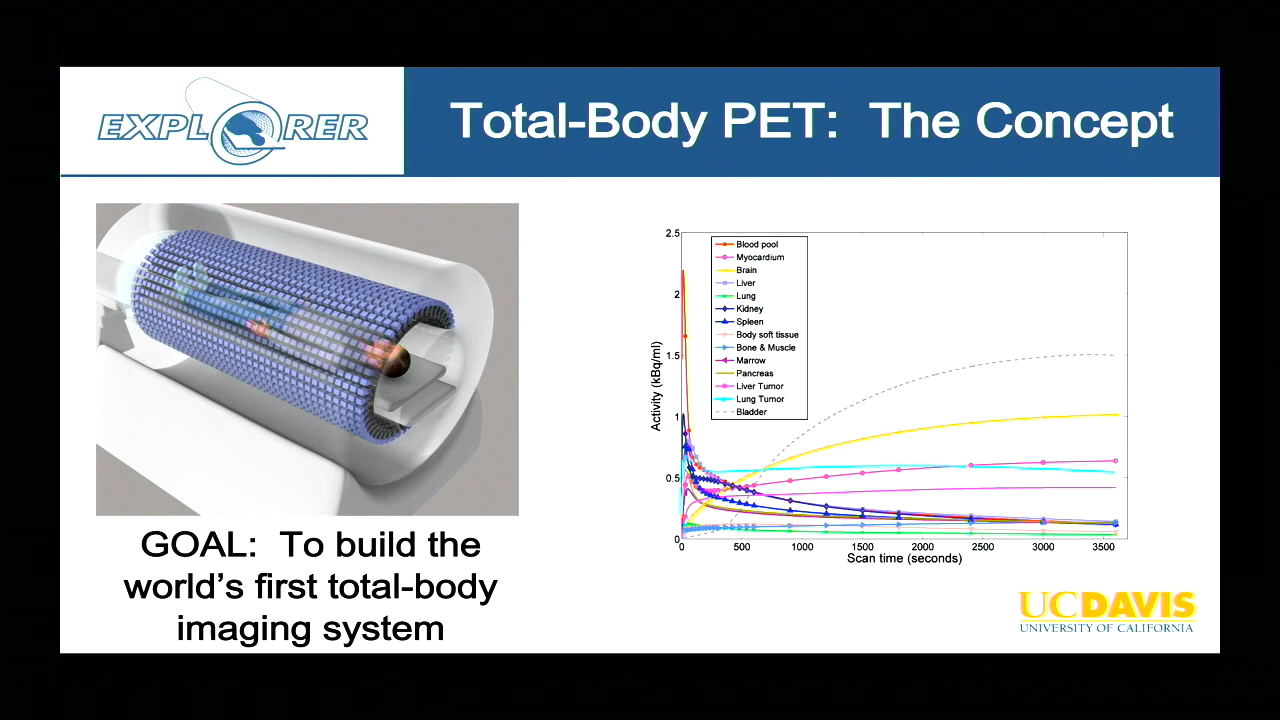 EXPLORER
Total-Body PET: The Concept
GOAL: To build the
world's first total-body
imaging system
Activity (kBq/ml)
2.5
2
1.5
1
0.5
0
Blood pool
Myocardium
Brain
Liver
Lung
Kidney
Spleen
Body soft tissue
Bone & Muscle
Marrow
Pancreas
Liver Tumor
Lung Tumor
Bladder
0 500 1000 1500 2000 2500 3000 3500
Scan time (seconds)
UCDAVIS
UNIVERSITY OF CALIFORNIA